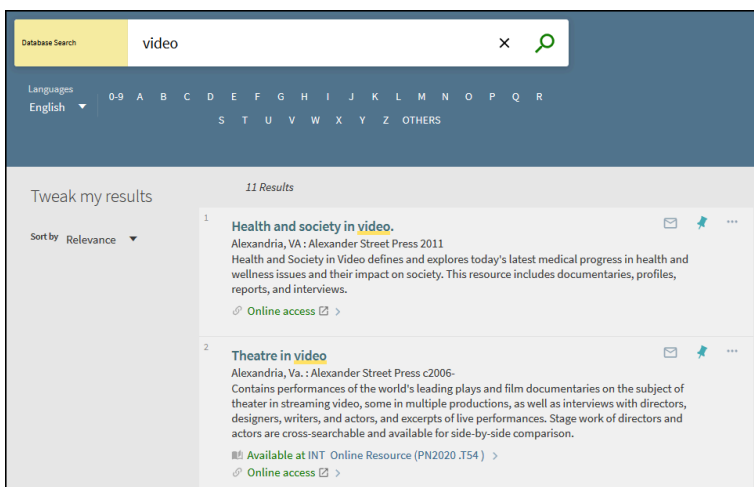 Database Search
video
Languages
English
0-9 A B C D E F G H I J K L M N O P Q R
S T U V W X Y Z OTHERS
Tweak my results
Sort by Relevance
11 Results
1
Health and society in video.
Alexandria, VA : Alexander Street Press 2011
Health and Society in Video defines and explores today's latest medical progress in health and
wellness issues and their impact on society. This resource includes documentaries, profiles,
reports, and interviews.
Online access
2
Theatre in video
Alexandria, Va. : Alexander Street Press c2006-
Contains performances of the world's leading plays and film documentaries on the subject of
theater in streaming video, some in multiple productions, as well as interviews with directors,
designers, writers, and actors, and excerpts of live performances. Stage work of directors and
actors are cross-searchable and available for side-by-side comparison.
Available at INT Online Resource (PN2020 .T54 )
Online access